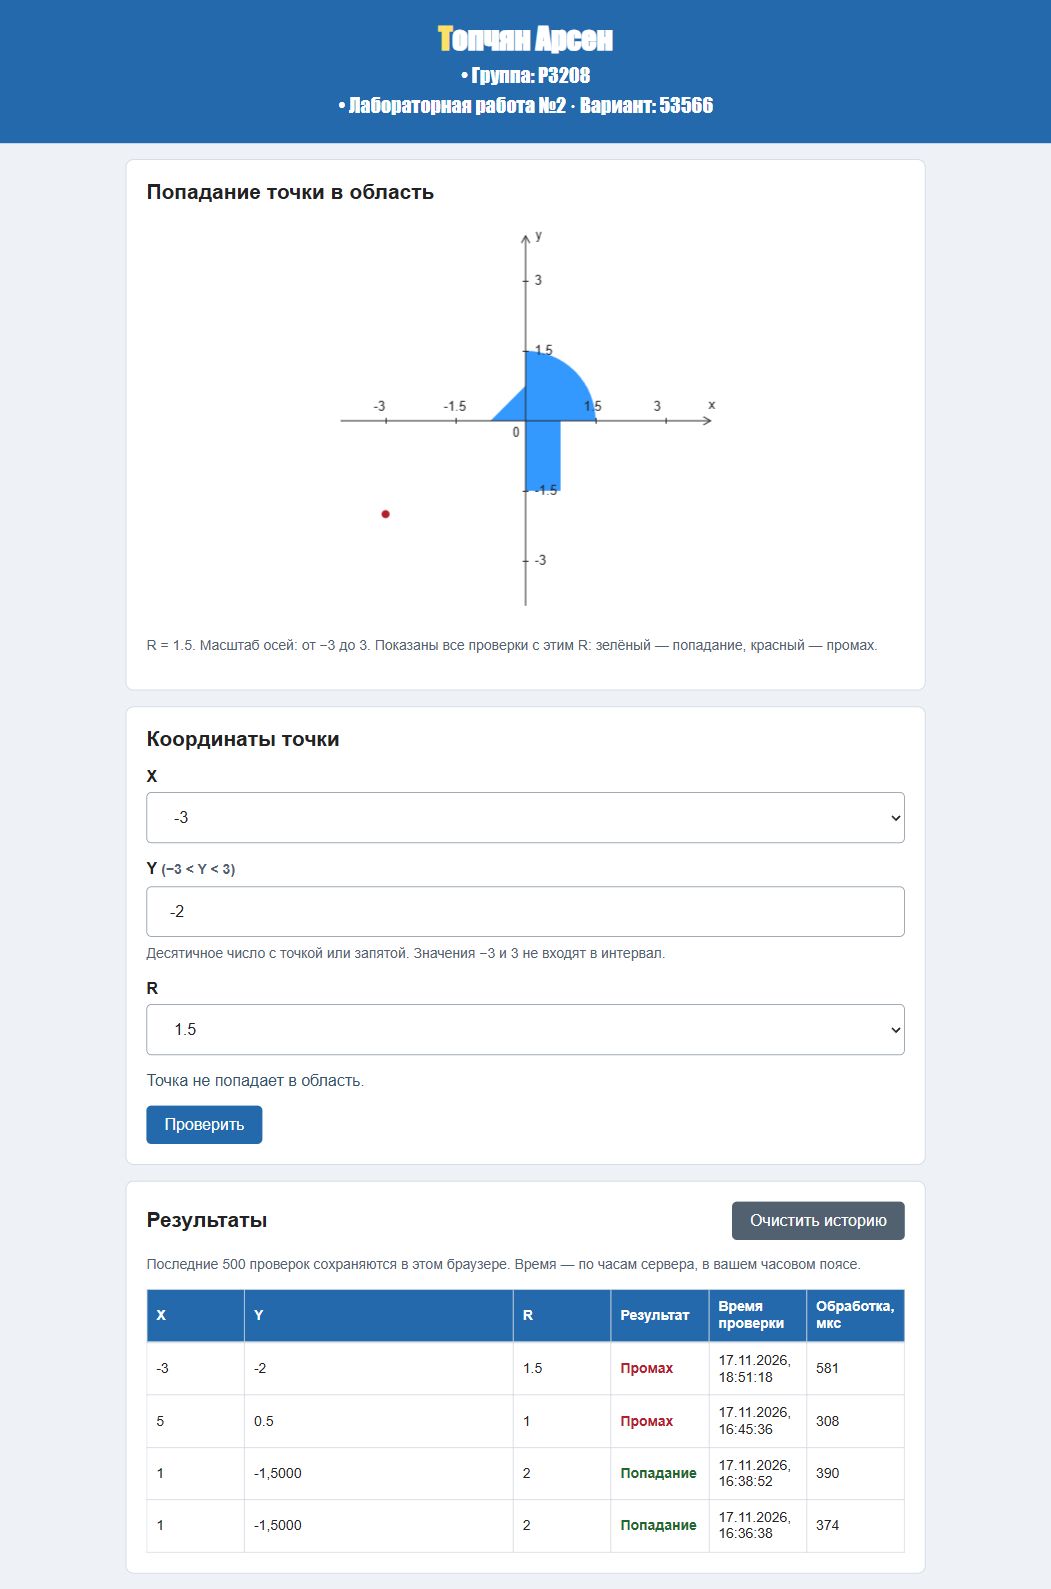 Топчян Арсен
• Группа: P3208
• Лабораторная работа №2 · Вариант: 53566
Попадание точки в область
y
3
1.5
-3 -1.5 1.5 3 x
0
-1.5
-3
R = 1.5. Масштаб осей: от −3 до 3. Показаны все проверки с этим R: зелёный — попадание, красный — промах.
Координаты точки
X
-3
Y (−3 < Y < 3)
-2
Десятичное число с точкой или запятой. Значения −3 и 3 не входят в интервал.
R
1.5
Точка не попадает в область.
Проверить
Результаты
Очистить историю
Последние 500 проверок сохраняются в этом браузере. Время — по часам сервера, в вашем часовом поясе.
X Y R Результат Время проверки Обработка, мкс
-3 -2 1.5 Промах 17.11.2026, 18:51:18 581
5 0.5 1 Промах 17.11.2026, 16:45:36 308
1 -1,5000 2 Попадание 17.11.2026, 16:38:52 390
1 -1,5000 2 Попадание 17.11.2026, 16:36:38 374